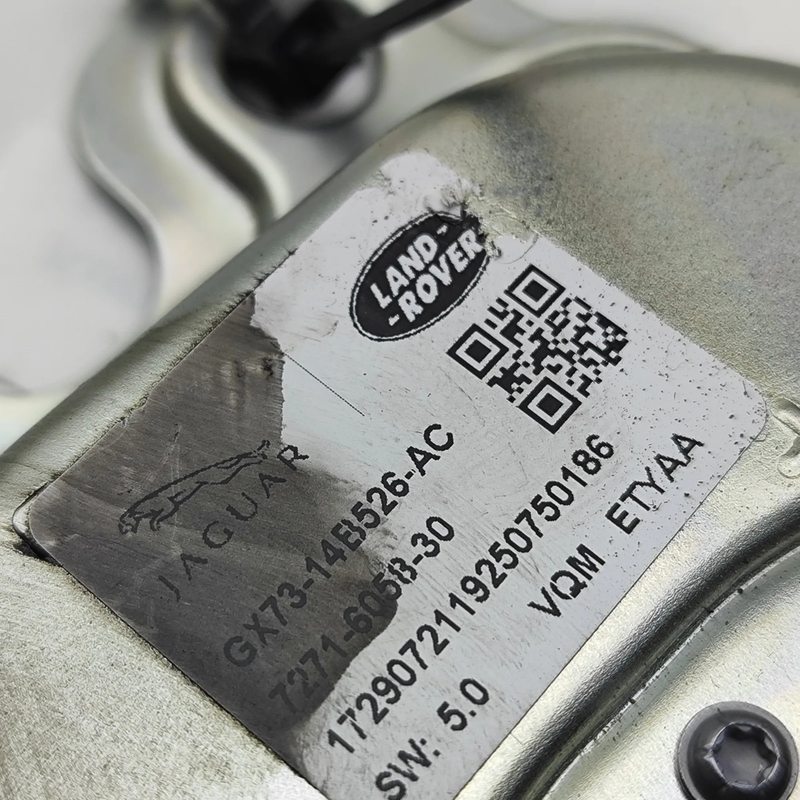 LAND-
-ROVER
JAGUAR
GX73-14B526-AC
7271-6058-30
1729072119250750186
SW: 5.0
VQM ETYAA